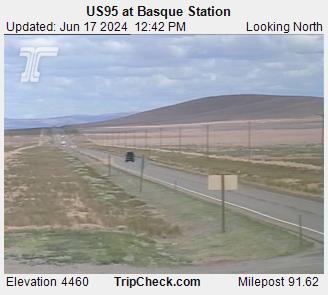 US95 at Basque Station
Updated: Jun 17 2024 12:42 PM Looking North
Elevation 4460 TripCheck.com Milepost 91.62